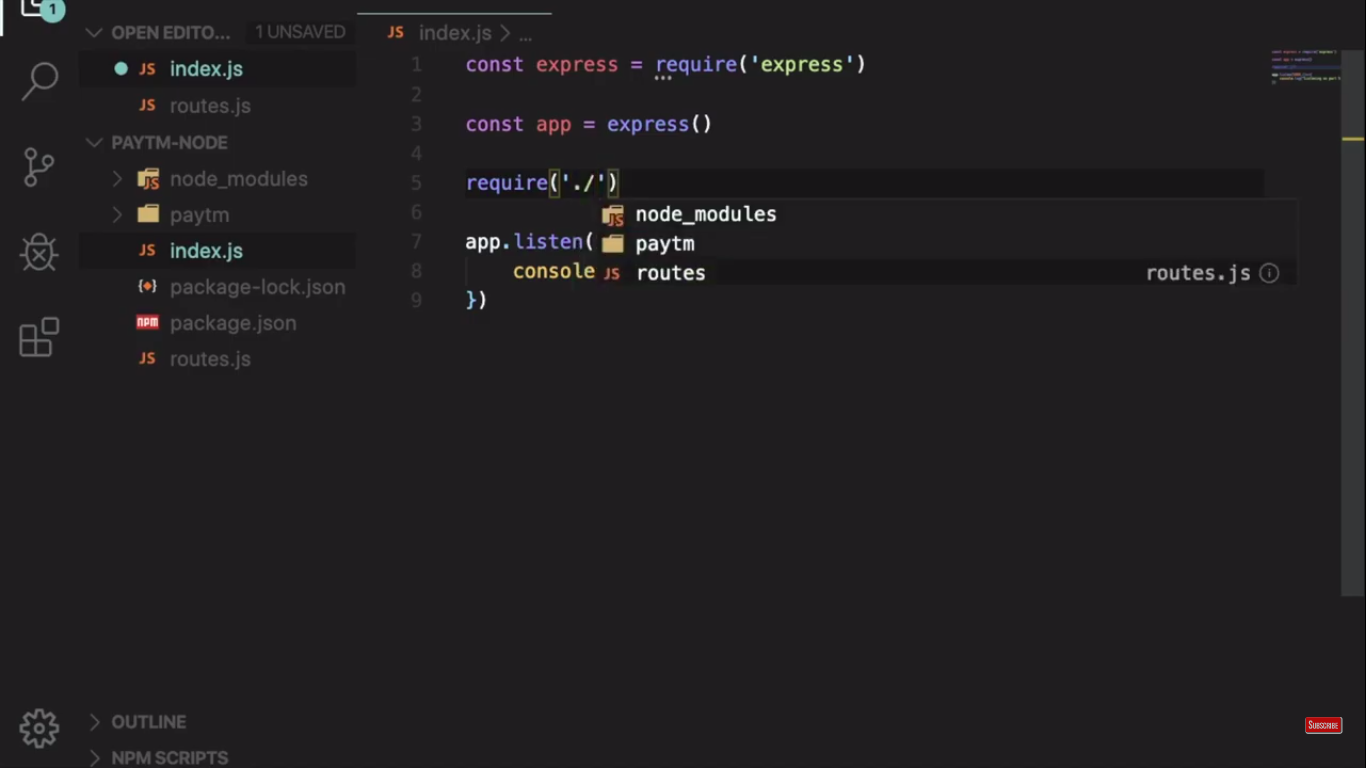 1
OPEN EDITO... 1 UNSAVED
JS index.js
JS routes.js
PAYTM-NODE
node_modules
paytm
JS index.js
package-lock.json
npm package.json
JS routes.js
OUTLINE
NPM SCRIPTS
JS index.js > ...
1 const express = require('express')
2
3 const app = express()
4
5 require('./')
6
7 app.listen(
8 console
9 })
JS node_modules
paytm
JS routes routes.js
SUBSCRIBE